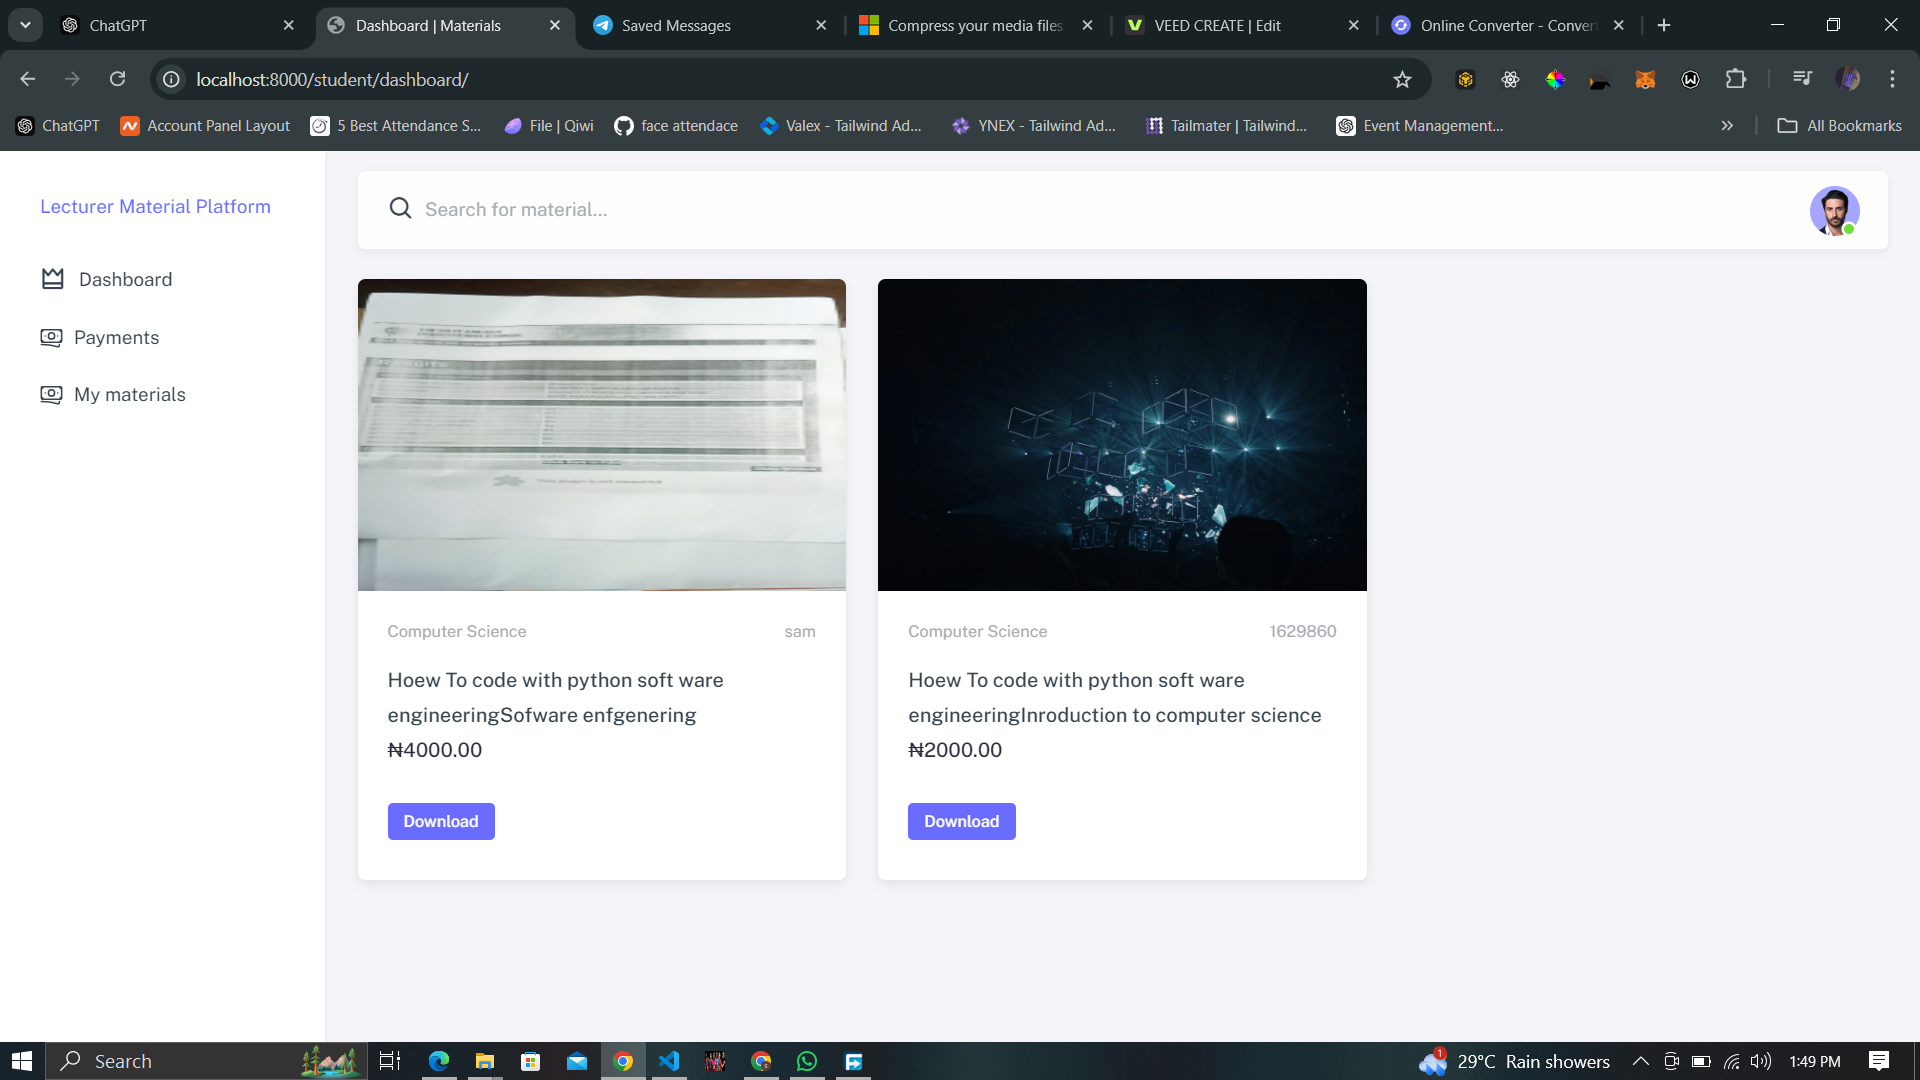 ChatGPT
Dashboard | Materials
Saved Messages
Compress your media files
VEED CREATE | Edit
Online Converter - Conver
localhost:8000/student/dashboard/
ChatGPT
Account Panel Layout
5 Best Attendance S...
File | Qiwi
face attendace
Valex - Tailwind Ad...
YNEX - Tailwind Ad...
Tailmater | Tailwind...
Event Management...
All Bookmarks
Lecturer Material Platform
Search for material...
Dashboard
Payments
My materials
Computer Science
sam
Hoew To code with python soft ware
engineeringSofware enfgenering
₦4000.00
Download
Computer Science
1629860
Hoew To code with python soft ware
engineeringInroduction to computer science
₦2000.00
Download
Search
1
29°C Rain showers
1:49 PM